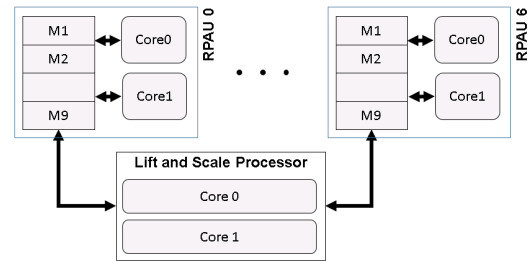 M1
M2
M9
Core0
Core1
RPAU 0
. . .
M1
M2
M9
Core0
Core1
RPAU 6
Lift and Scale Processor
Core 0
Core 1